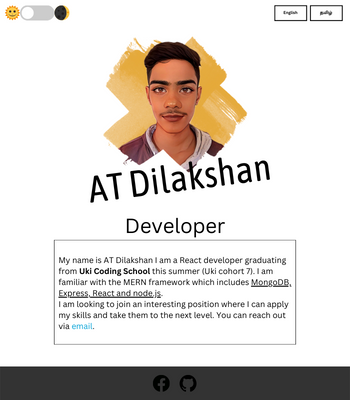 English
தமிழ்
AT Dilakshan
Developer
My name is AT Dilakshan I am a React developer graduating
from Uki Coding School this summer (Uki cohort 7). I am
familiar with the MERN framework which includes MongoDB,
Express, React and node.js.
I am looking to join an interesting position where I can apply
my skills and take them to the next level. You can reach out
via email.